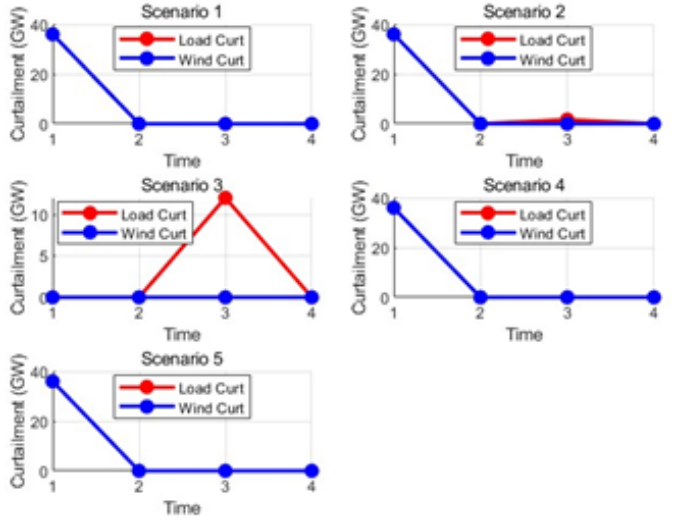 Scenario 1
Curtailment (GW)
40
20
0
Load Curt
Wind Curt
1 2 3 4
Time
Scenario 2
Curtailment (GW)
40
20
0
Load Curt
Wind Curt
1 2 3 4
Time
Scenario 3
Curtailment (GW)
10
5
0
Load Curt
Wind Curt
1 2 3 4
Time
Scenario 4
Curtailment (GW)
40
20
0
Load Curt
Wind Curt
1 2 3 4
Time
Scenario 5
Curtailment (GW)
40
20
0
Load Curt
Wind Curt
1 2 3 4
Time